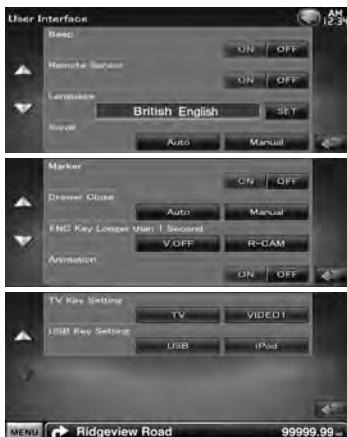 User Interface AM 12:34
Beep
ON OFF
Remote Sensor
ON OFF
Language
British English SET
Scroll
Auto Manual
Marker
ON OFF
Drawer Close
Auto Manual
FNC Key Longer than 1 Second
V.OFF R-CAM
Animation
ON OFF
TV Key Setting
TV VIDEO1
USB Key Setting
USB iPod
MENU Ridgeview Road 99999.99